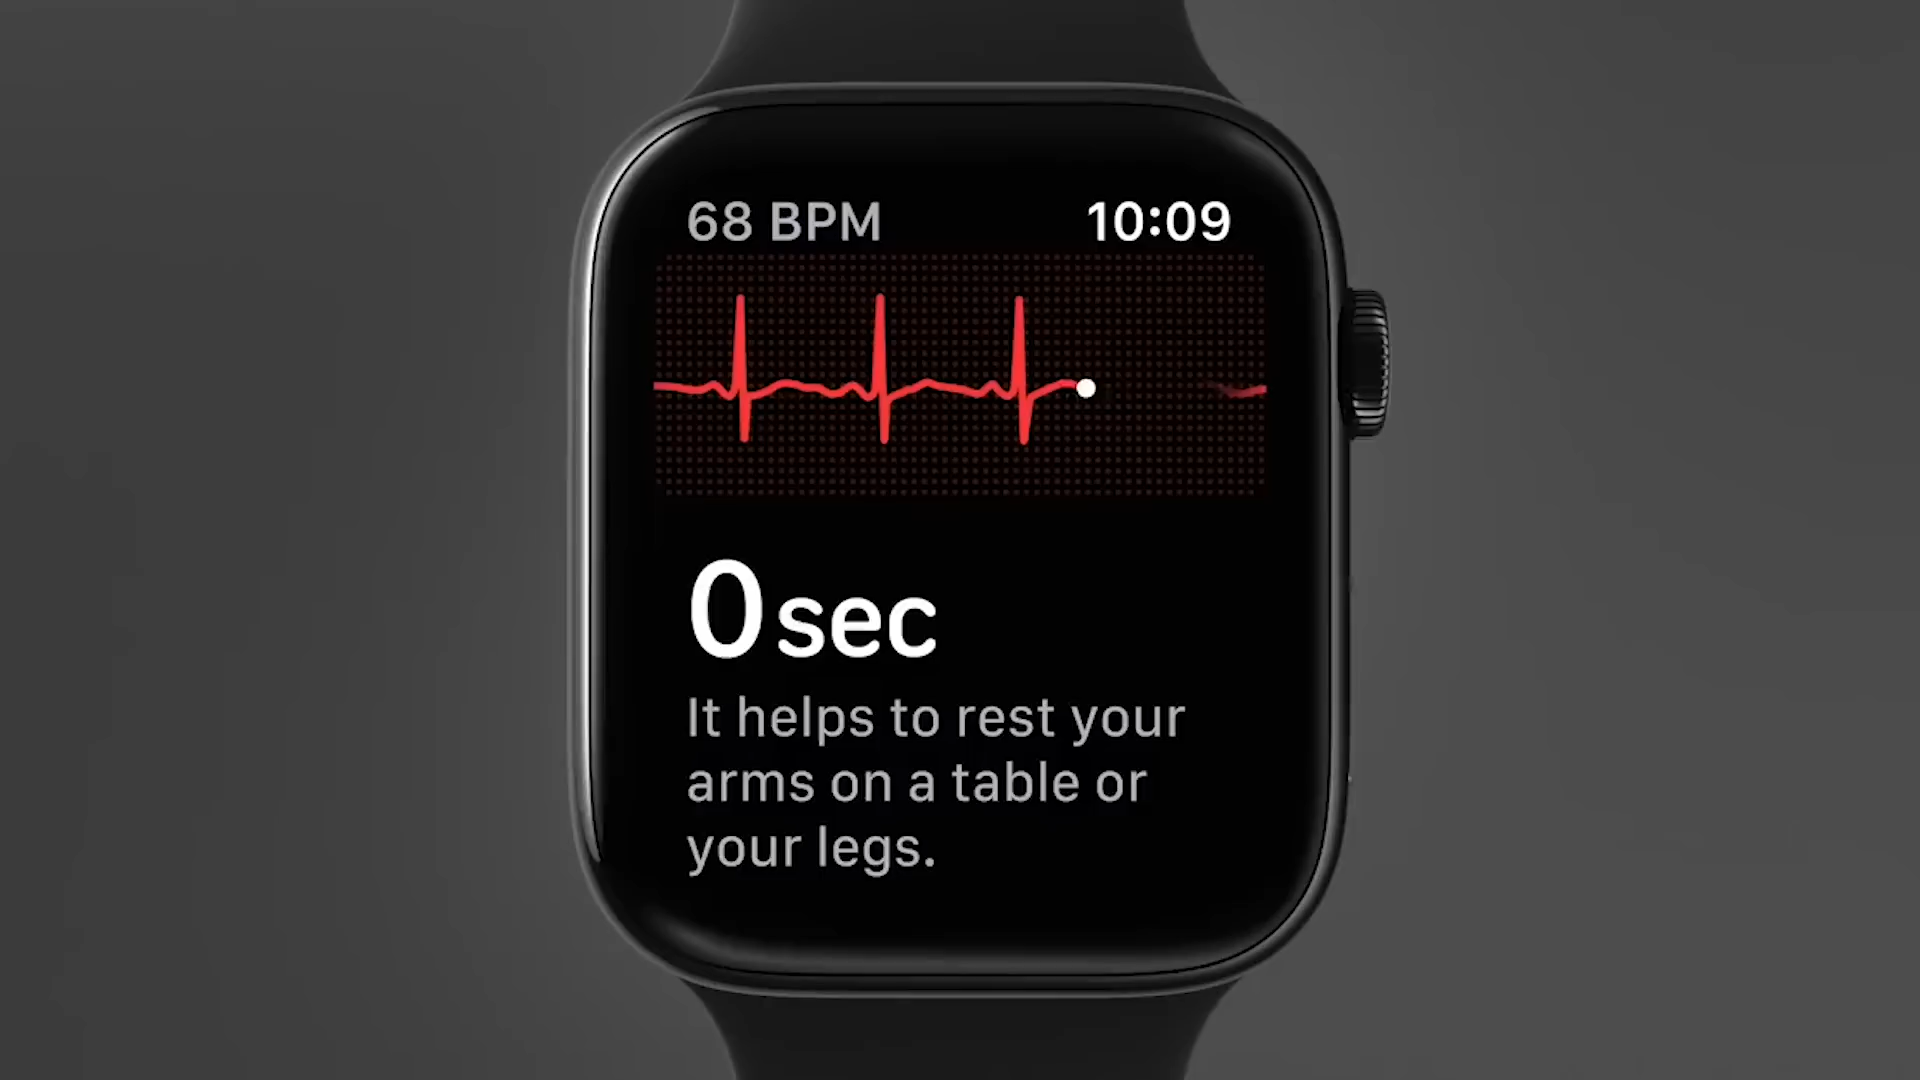 68 BPM 10:09
0 sec
It helps to rest your
arms on a table or
your legs.